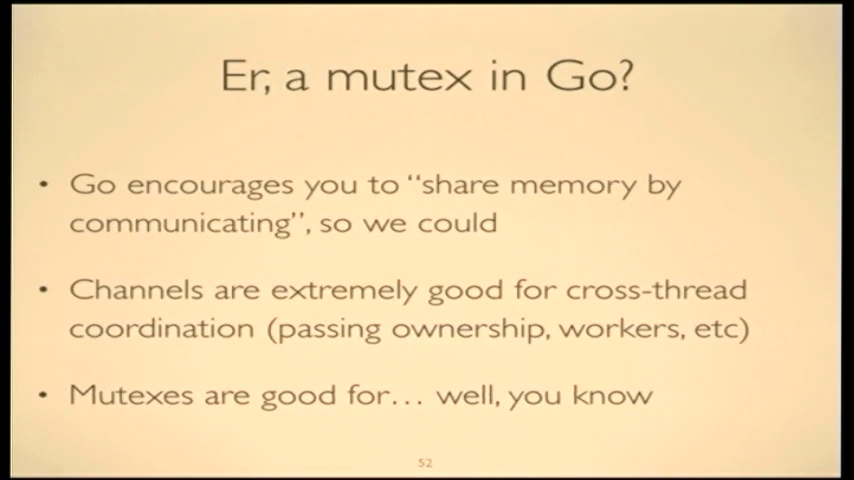 Er, a mutex in Go?
• Go encourages you to “share memory by
communicating”, so we could
• Channels are extremely good for cross-thread
coordination (passing ownership, workers, etc)
• Mutexes are good for… well, you know
52